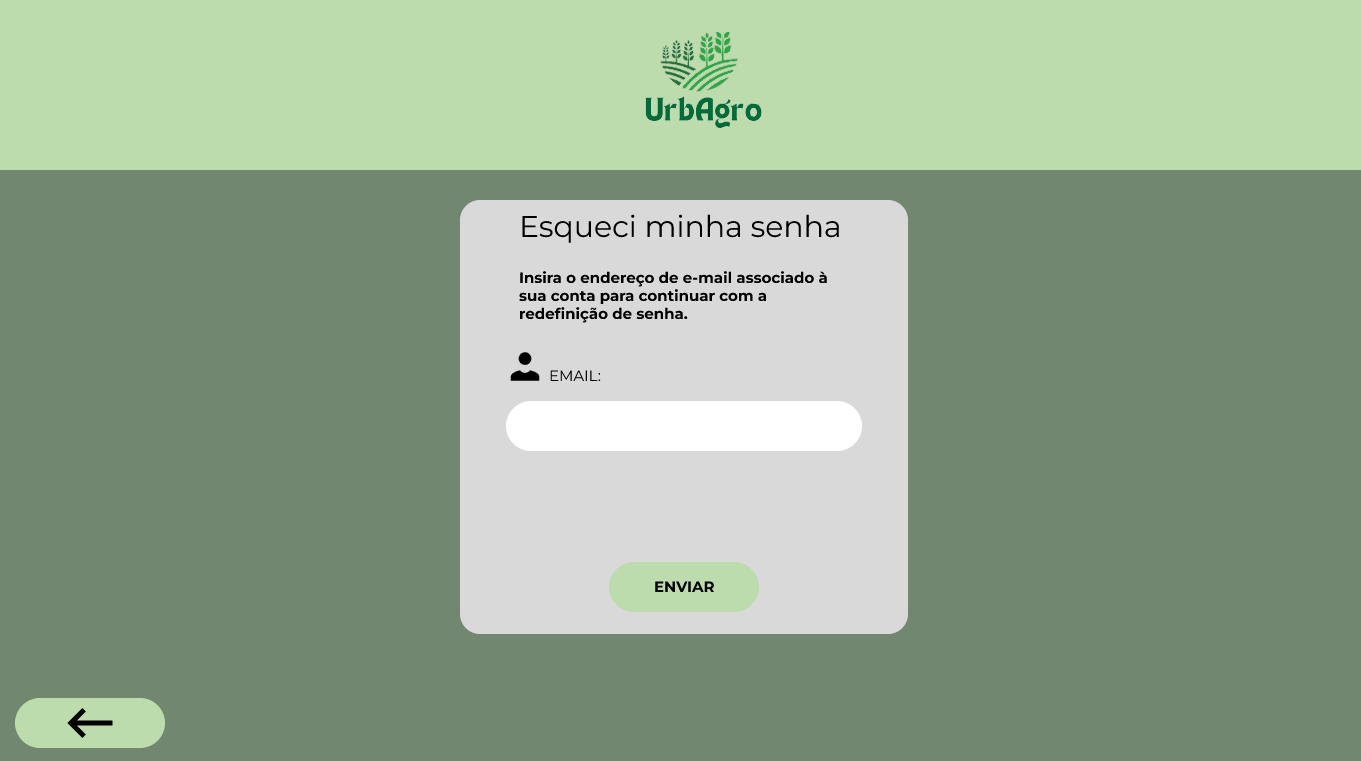 UrbAgro
Esqueci minha senha
Insira o endereço de e-mail associado à
sua conta para continuar com a
redefinição de senha.
EMAIL:
ENVIAR